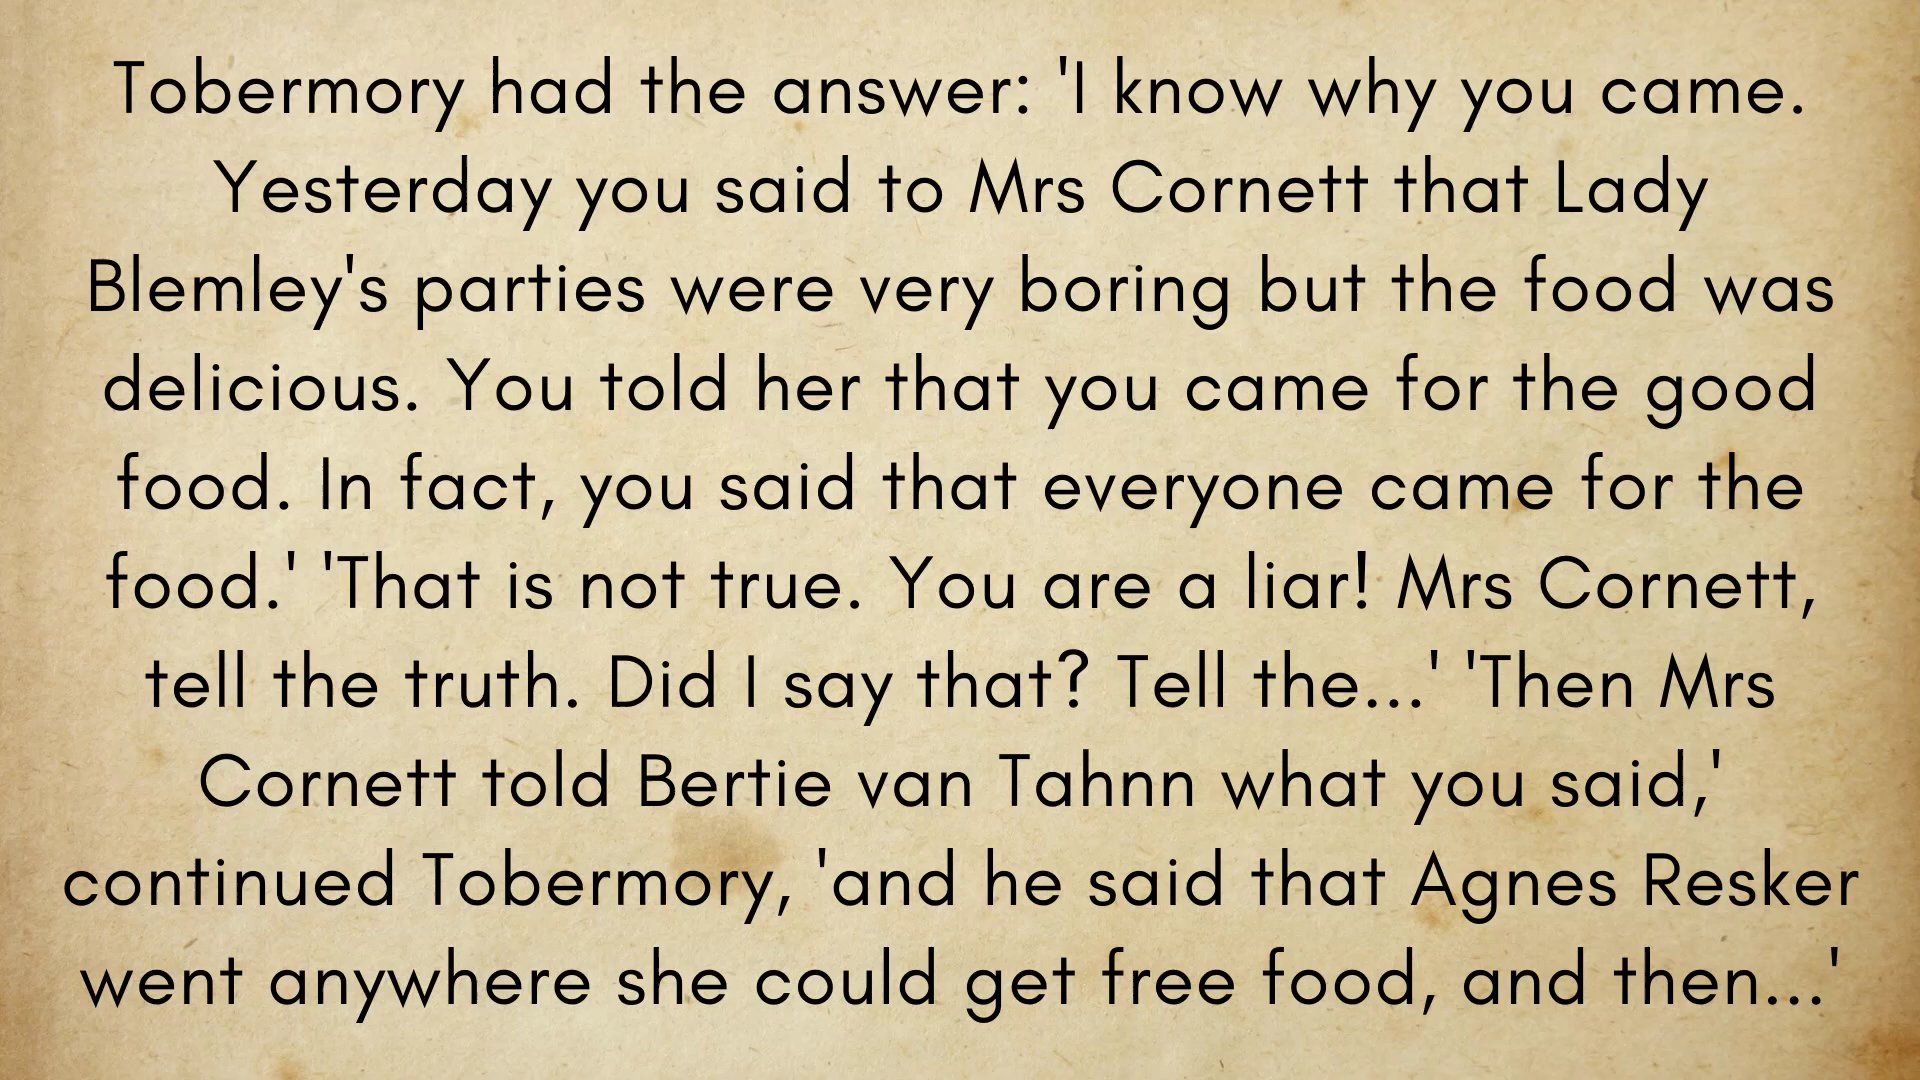 Tobermory had the answer: 'I know why you came.
Yesterday you said to Mrs Cornett that Lady
Blemley's parties were very boring but the food was
delicious. You told her that you came for the good
food. In fact, you said that everyone came for the
food.' 'That is not true. You are a liar! Mrs Cornett,
tell the truth. Did I say that? Tell the...' 'Then Mrs
Cornett told Bertie van Tahnn what you said,'
continued Tobermory, 'and he said that Agnes Resker
went anywhere she could get free food, and then...'